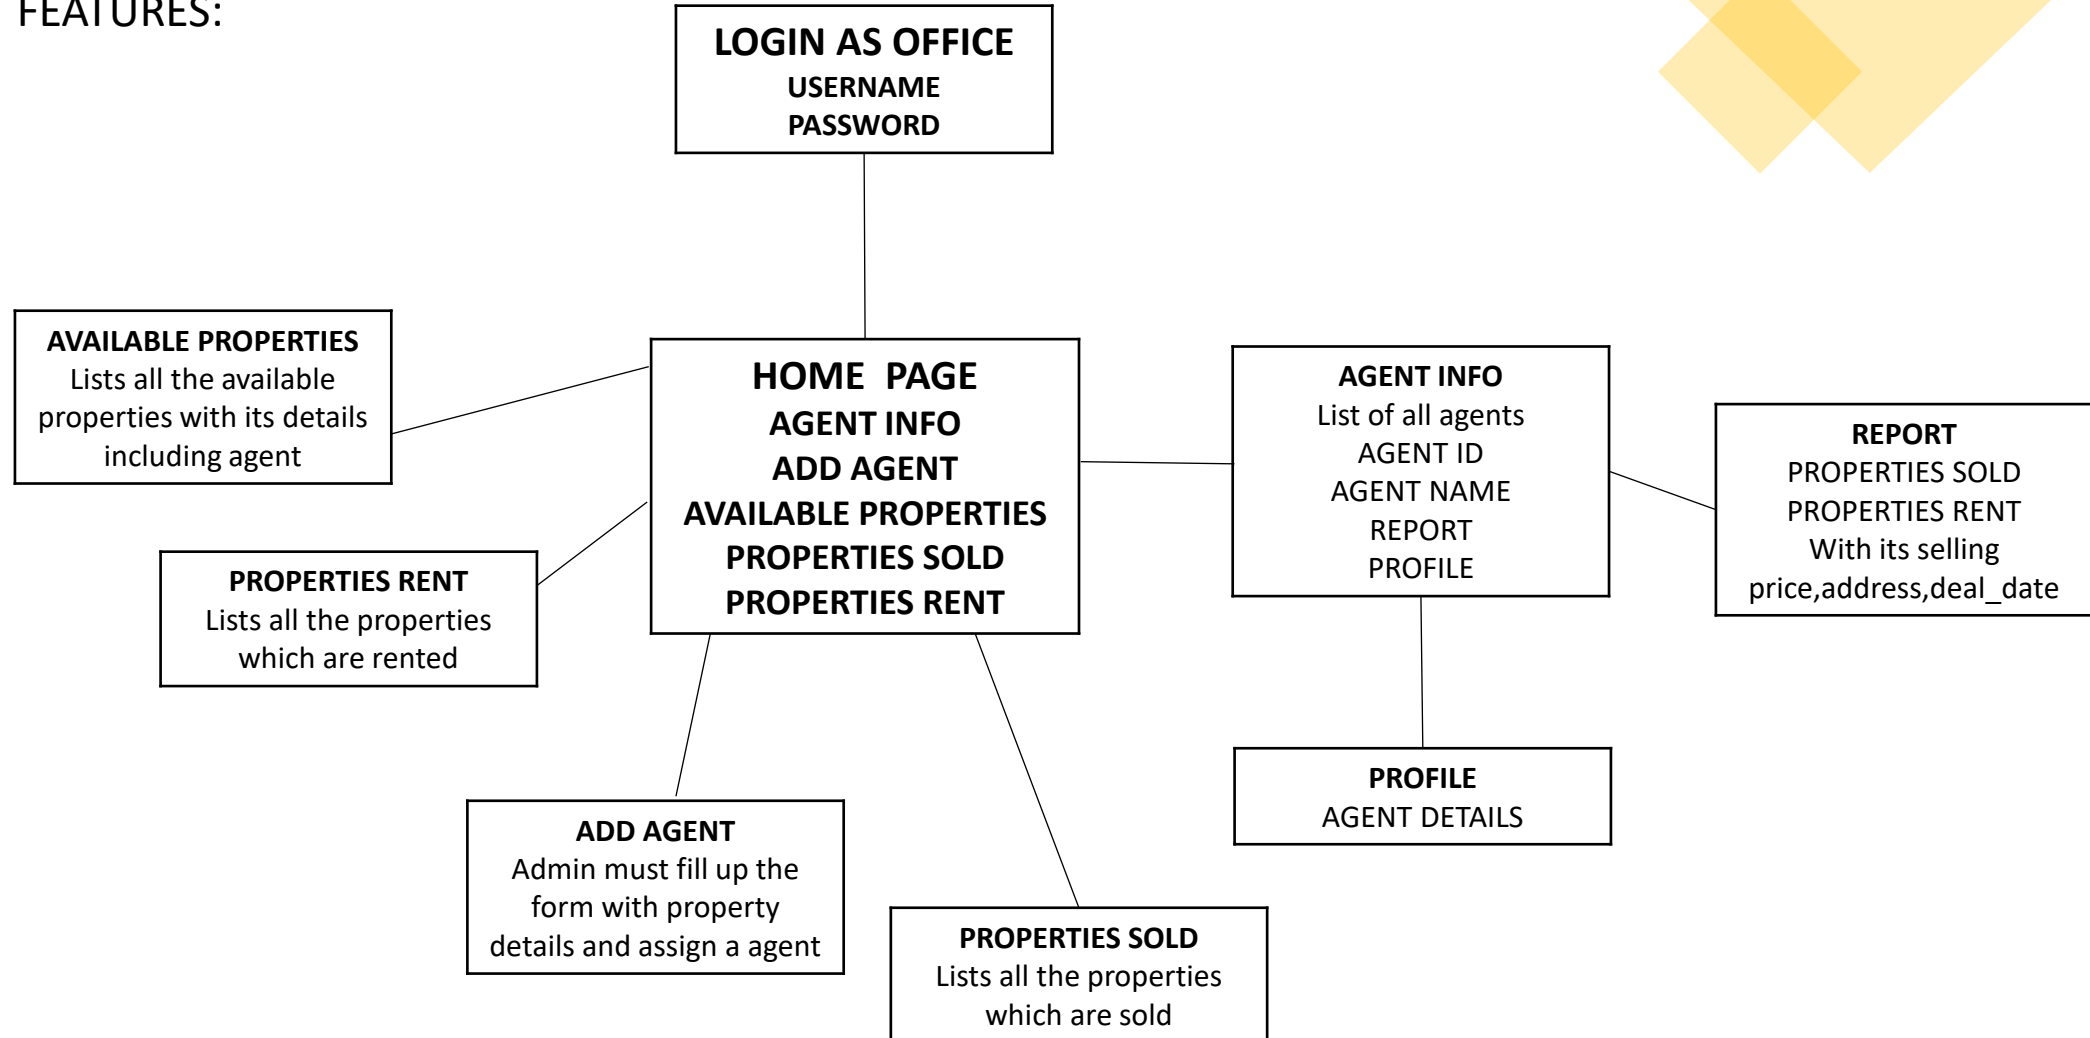 FEATURES:
LOGIN AS OFFICE
USERNAME
PASSWORD
AVAILABLE PROPERTIES
Lists all the available
properties with its details
including agent
HOME PAGE
AGENT INFO
ADD AGENT
AVAILABLE PROPERTIES
PROPERTIES SOLD
PROPERTIES RENT
AGENT INFO
List of all agents
AGENT ID
AGENT NAME
REPORT
PROFILE
REPORT
PROPERTIES SOLD
PROPERTIES RENT
With its selling
price,address,deal_date
PROPERTIES RENT
Lists all the properties
which are rented
PROFILE
AGENT DETAILS
ADD AGENT
Admin must fill up the
form with property
details and assign a agent
PROPERTIES SOLD
Lists all the properties
which are sold